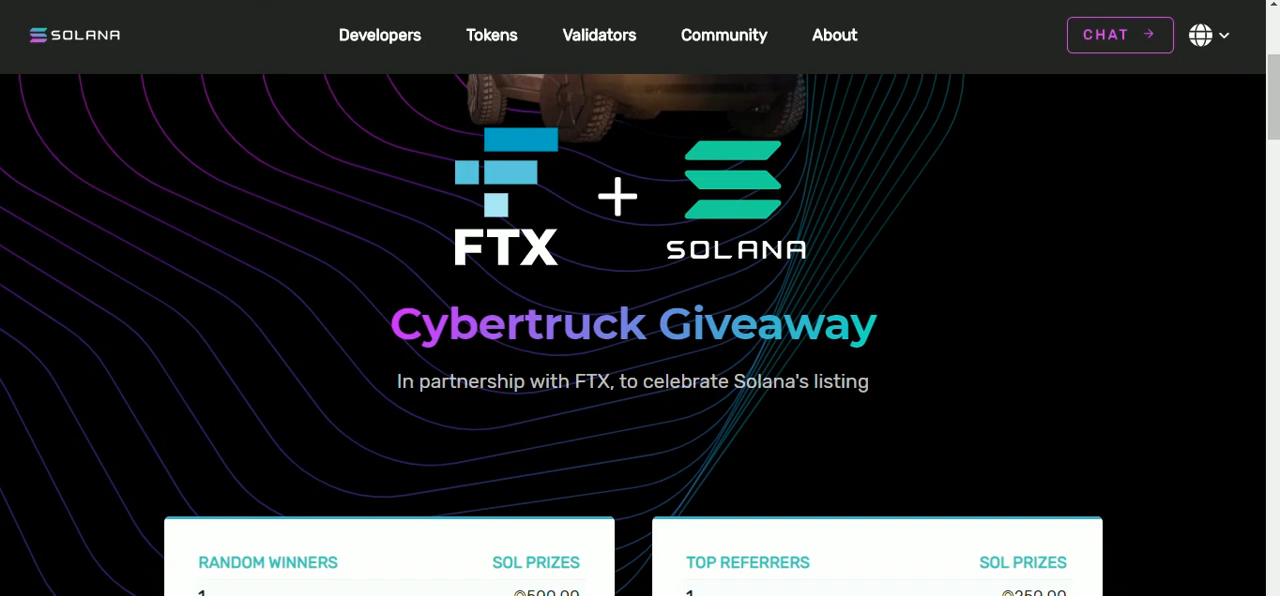 SOLANA Developers Tokens Validators Community About CHAT →
FTX + SOLANA
Cybertruck Giveaway
In partnership with FTX, to celebrate Solana's listing
RANDOM WINNERS SOL PRIZES TOP REFERRERS SOL PRIZES